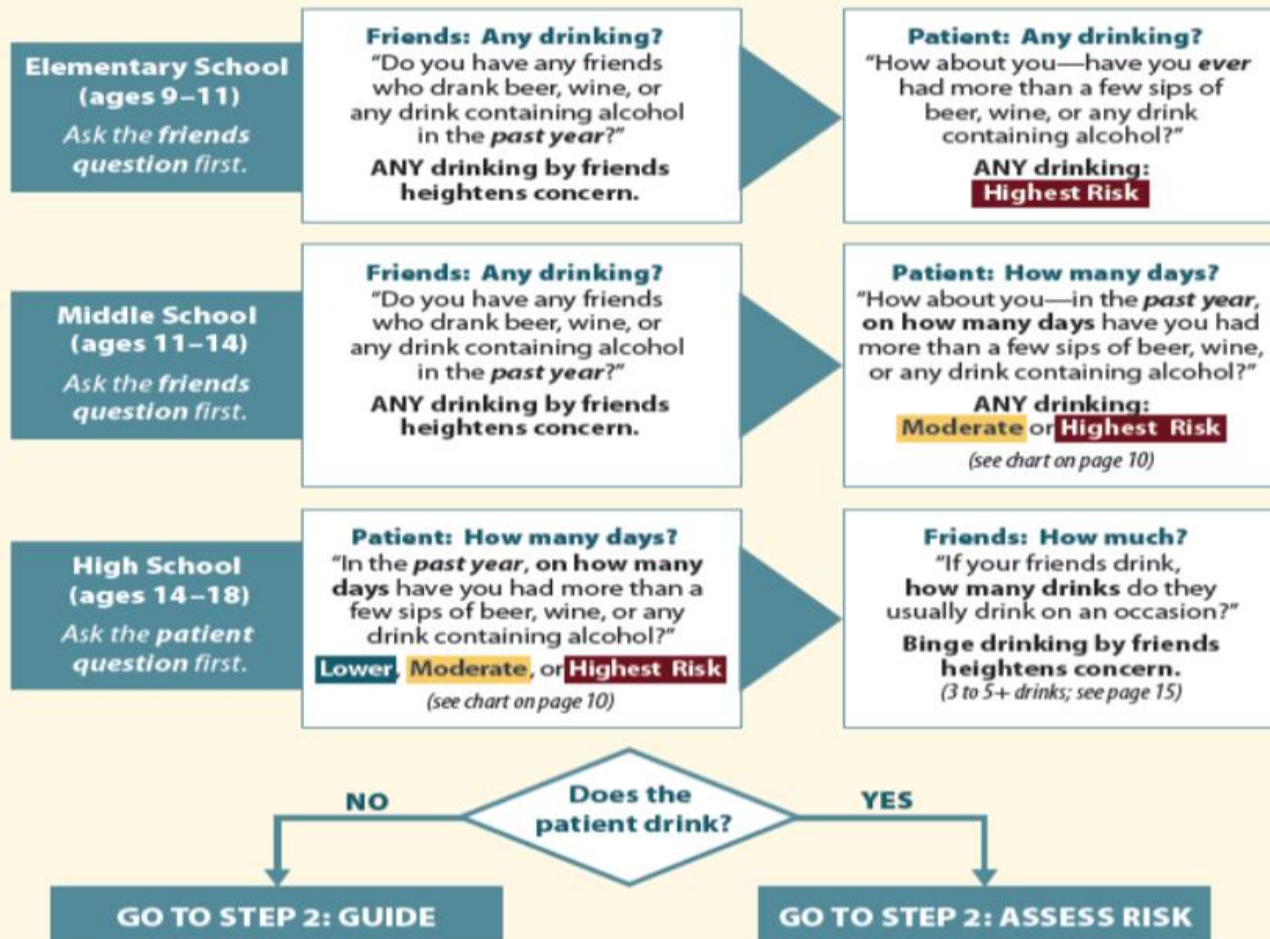 Elementary School
(ages 9–11)
Ask the friends
question first.
Friends: Any drinking?
“Do you have any friends
who drank beer, wine, or
any drink containing alcohol
in the past year?”
ANY drinking by friends
heightens concern.
Patient: Any drinking?
“How about you—have you ever
had more than a few sips of
beer, wine, or any drink
containing alcohol?”
ANY drinking:
Highest Risk
Middle School
(ages 11–14)
Ask the friends
question first.
Friends: Any drinking?
“Do you have any friends
who drank beer, wine, or
any drink containing alcohol
in the past year?”
ANY drinking by friends
heightens concern.
Patient: How many days?
“How about you—in the past year,
on how many days have you had
more than a few sips of beer, wine,
or any drink containing alcohol?”
ANY drinking:
Moderate or Highest Risk
(see chart on page 10)
High School
(ages 14–18)
Ask the patient
question first.
Patient: How many days?
“In the past year, on how many
days have you had more than a
few sips of beer, wine, or any
drink containing alcohol?”
Lower, Moderate, or Highest Risk
(see chart on page 10)
Friends: How much?
“If your friends drink,
how many drinks do they
usually drink on an occasion?”
Binge drinking by friends
heightens concern.
(3 to 5+ drinks; see page 15)
Does the
patient drink?
NO
YES
GO TO STEP 2: GUIDE
GO TO STEP 2: ASSESS RISK